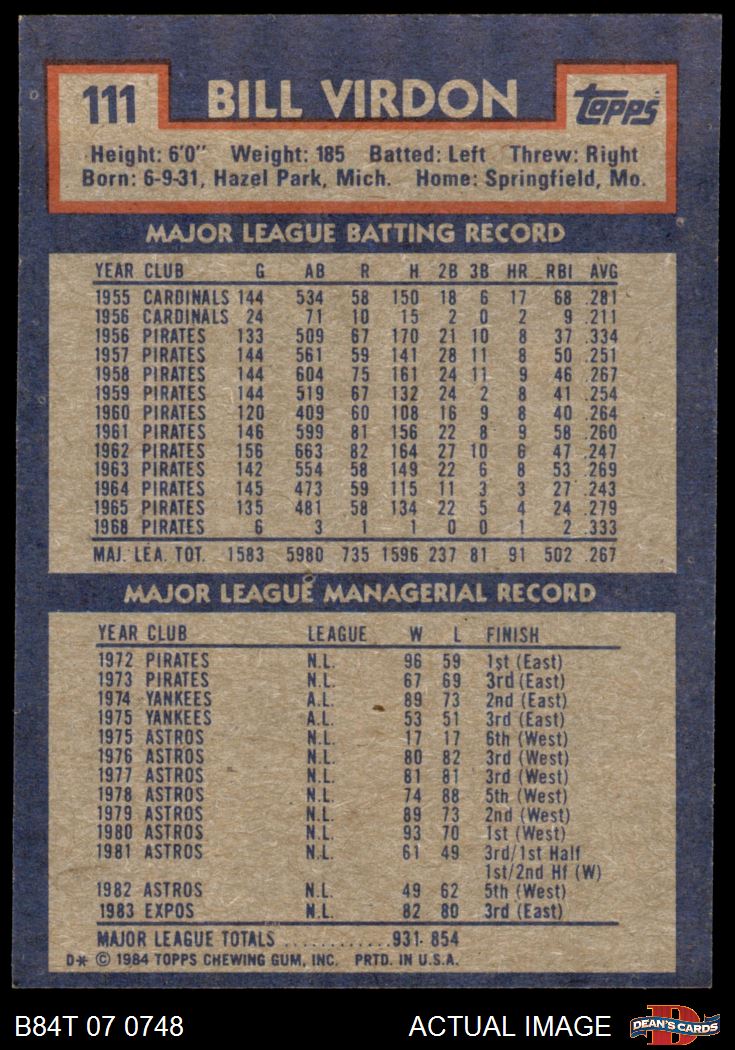 111 BILL VIRDON topps
Height: 6'0" Weight: 185 Batted: Left Threw: Right
Born: 6-9-31, Hazel Park, Mich. Home: Springfield, Mo.
MAJOR LEAGUE BATTING RECORD
YEAR CLUB G AB R H 2B 3B HR RBI AVG
1955 CARDINALS 144 534 58 150 18 6 17 68 .281
1956 CARDINALS 24 71 10 15 2 0 2 9 .211
1956 PIRATES 133 509 67 170 21 10 8 37 .334
1957 PIRATES 144 561 59 141 28 11 8 50 .251
1958 PIRATES 144 604 75 161 24 11 9 46 .267
1959 PIRATES 144 519 67 132 24 2 8 41 .254
1960 PIRATES 120 409 60 108 16 9 8 40 .264
1961 PIRATES 146 599 81 156 22 8 9 58 .260
1962 PIRATES 156 663 82 164 27 10 6 47 .247
1963 PIRATES 142 554 58 149 22 6 8 53 .269
1964 PIRATES 145 473 59 115 11 3 3 27 .243
1965 PIRATES 135 481 58 134 22 5 4 24 .279
1968 PIRATES 6 3 1 1 0 0 1 2 .333
MAJ. LEA. TOT. 1583 5980 735 1596 237 81 91 502 .267
MAJOR LEAGUE MANAGERIAL RECORD
YEAR CLUB LEAGUE W L FINISH
1972 PIRATES N.L. 96 59 1st (East)
1973 PIRATES N.L. 67 69 3rd (East)
1974 YANKEES A.L. 89 73 2nd (East)
1975 YANKEES A.L. 53 51 3rd (East)
1975 ASTROS N.L. 17 17 6th (West)
1976 ASTROS N.L. 80 82 3rd (West)
1977 ASTROS N.L. 81 81 3rd (West)
1978 ASTROS N.L. 74 88 5th (West)
1979 ASTROS N.L. 89 73 2nd (West)
1980 ASTROS N.L. 93 70 1st (West)
1981 ASTROS N.L. 61 49 3rd/1st Half
1st/2nd Hf (W)
1982 ASTROS N.L. 49 62 5th (West)
1983 EXPOS N.L. 82 80 3rd (East)
MAJOR LEAGUE TOTALS ............931- 854
D* © 1984 TOPPS CHEWING GUM, INC. PRTD. IN U.S.A.
B84T 07 0748 ACTUAL IMAGE D DEAN'S CARDS